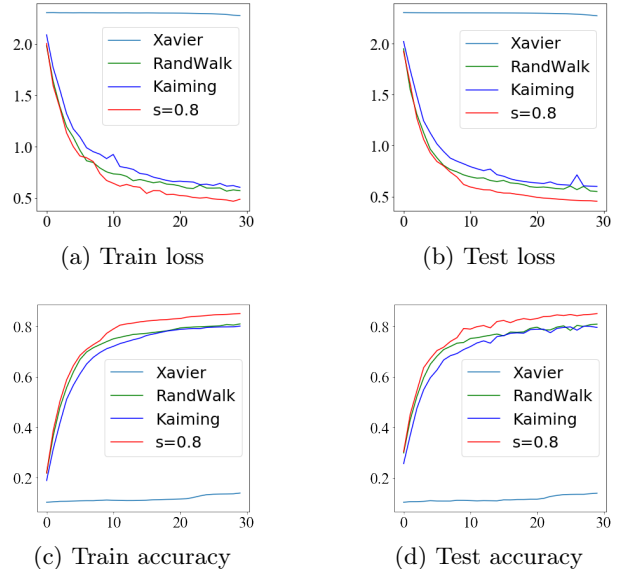 2.0
1.5
1.0
0.5
0 10 20 30
Xavier
RandWalk
Kaiming
s=0.8
(a) Train loss
2.0
1.5
1.0
0.5
0 10 20 30
Xavier
RandWalk
Kaiming
s=0.8
(b) Test loss
0.8
0.6
0.4
0.2
0 10 20 30
Xavier
RandWalk
Kaiming
s=0.8
(c) Train accuracy
0.8
0.6
0.4
0.2
0 10 20 30
Xavier
RandWalk
Kaiming
s=0.8
(d) Test accuracy